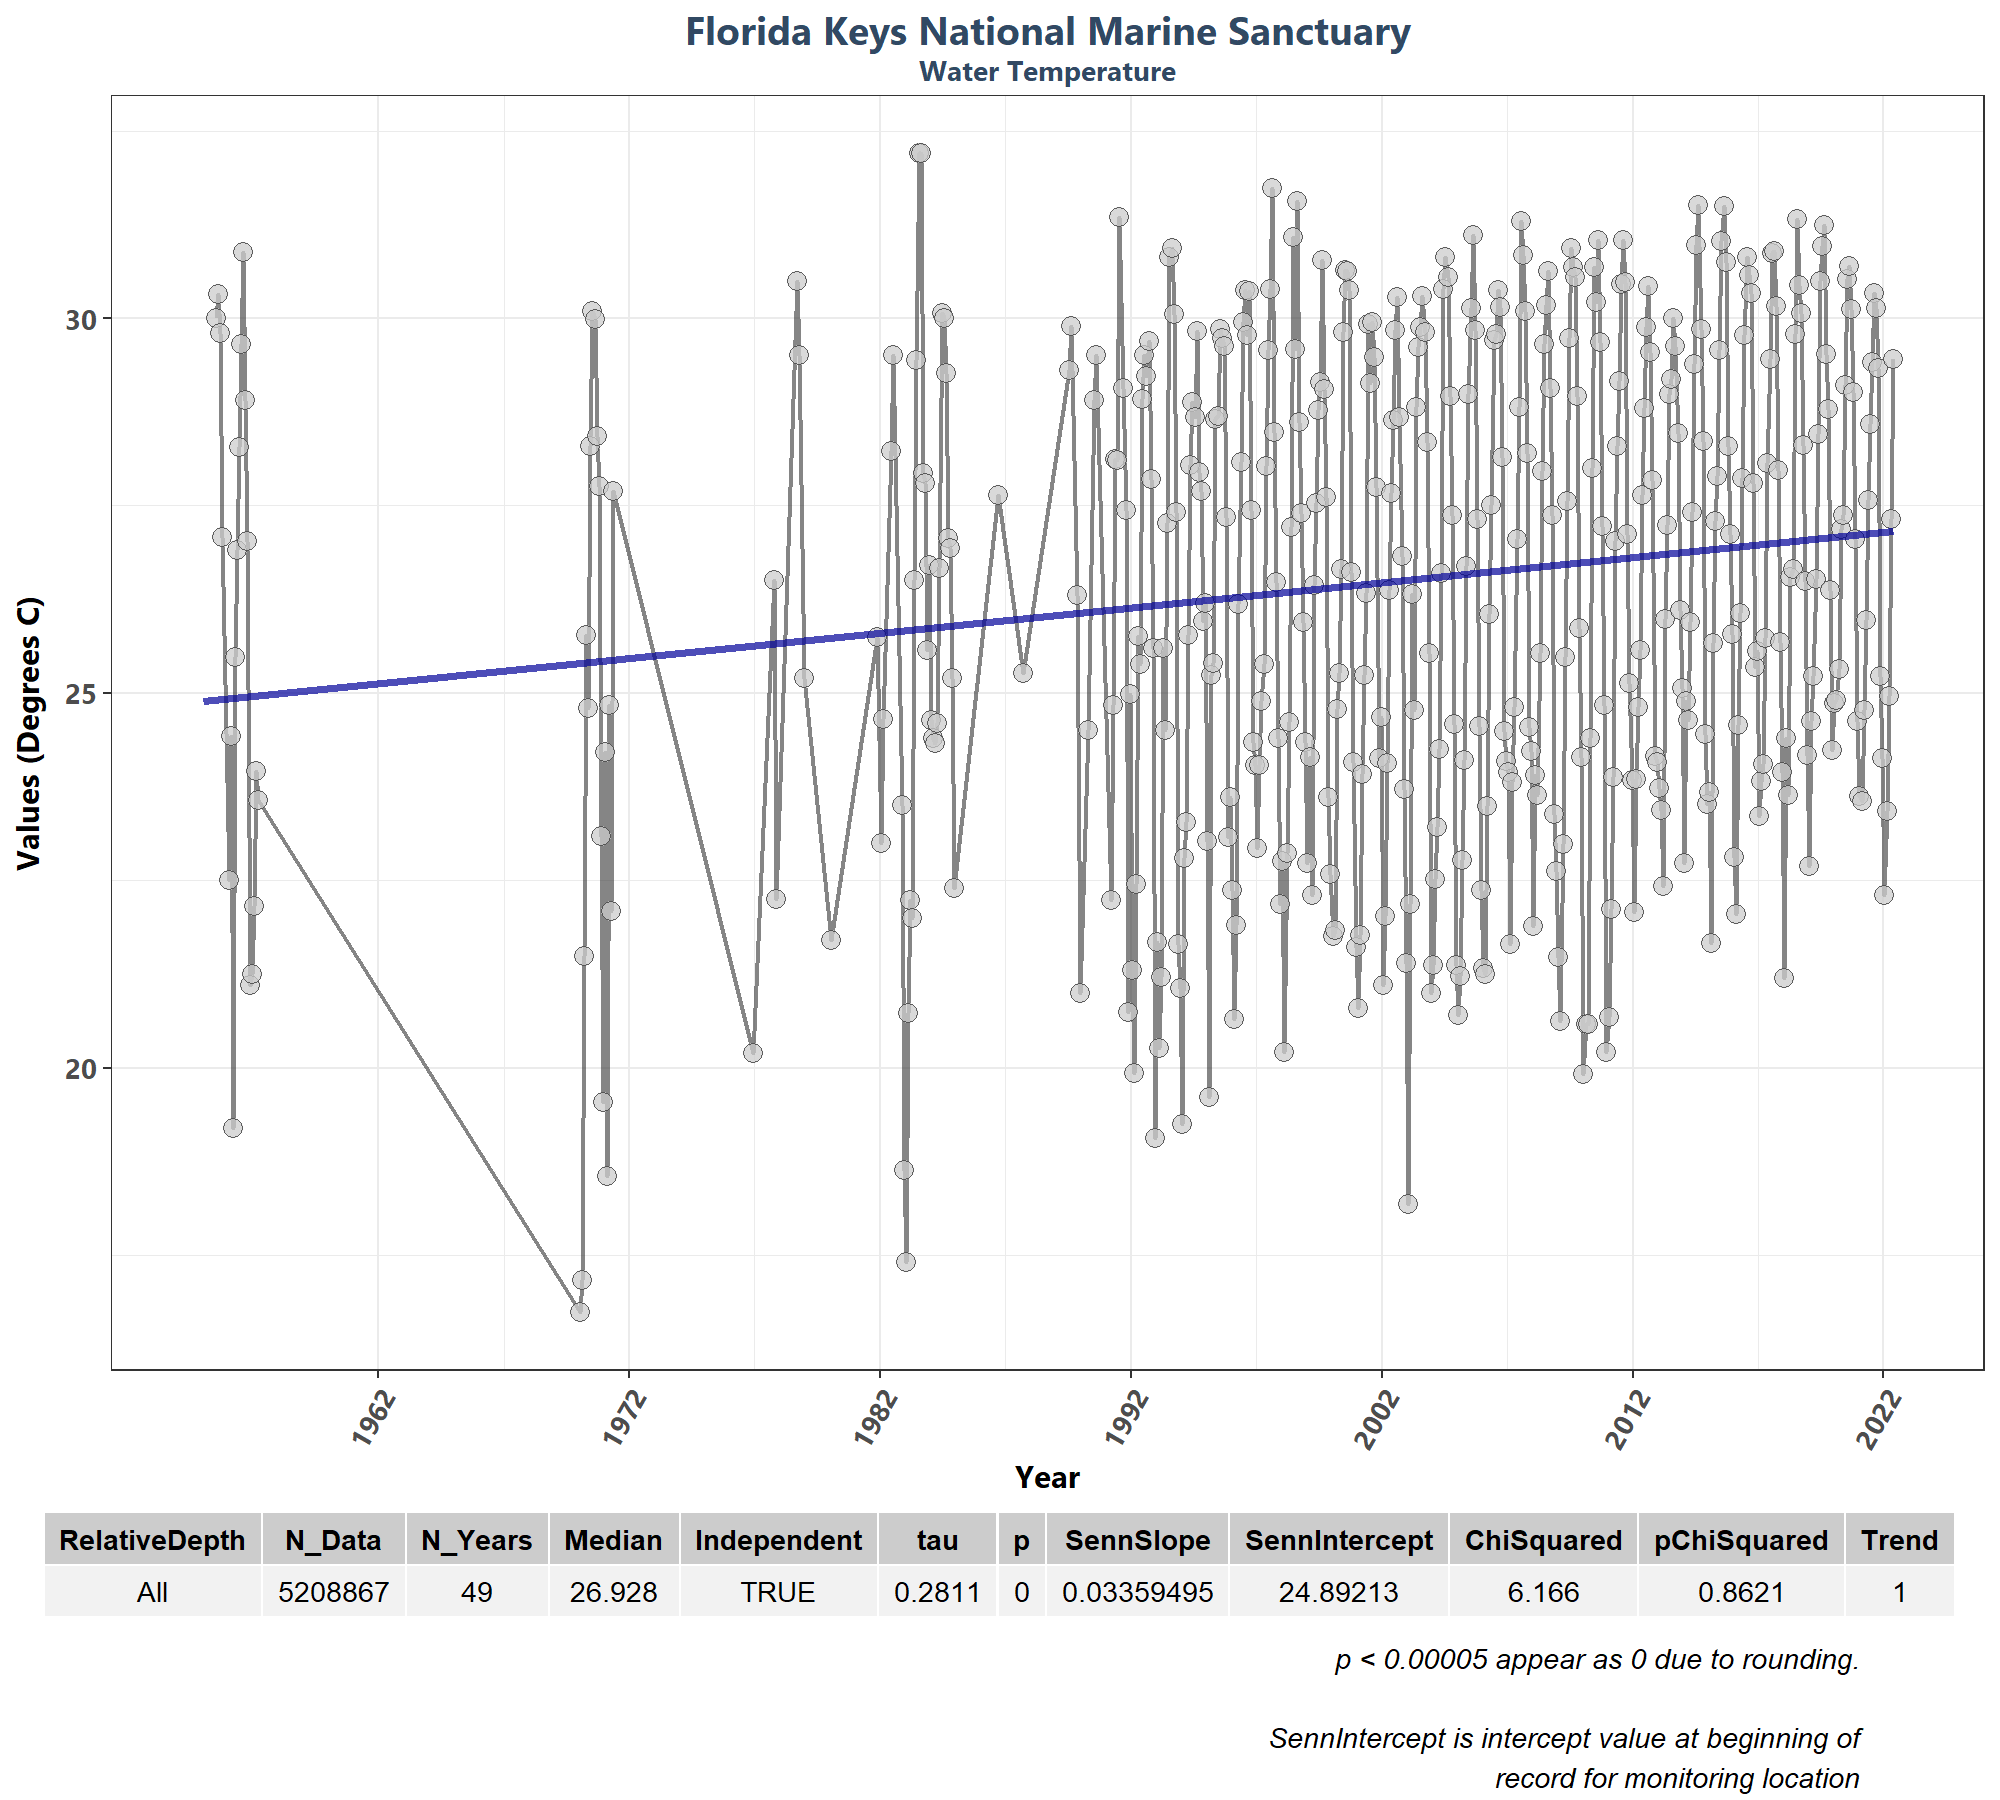 Florida Keys National Marine Sanctuary
Water Temperature
Values (Degrees C)
30
25
20
1962 1972 1982 1992 2002 2012 2022
Year
RelativeDepth N_Data N_Years Median Independent tau p SennSlope SennIntercept ChiSquared pChiSquared Trend
All 5208867 49 26.928 TRUE 0.2811 0 0.03359495 24.89213 6.166 0.8621 1
p < 0.00005 appear as 0 due to rounding.
SennIntercept is intercept value at beginning of
record for monitoring location